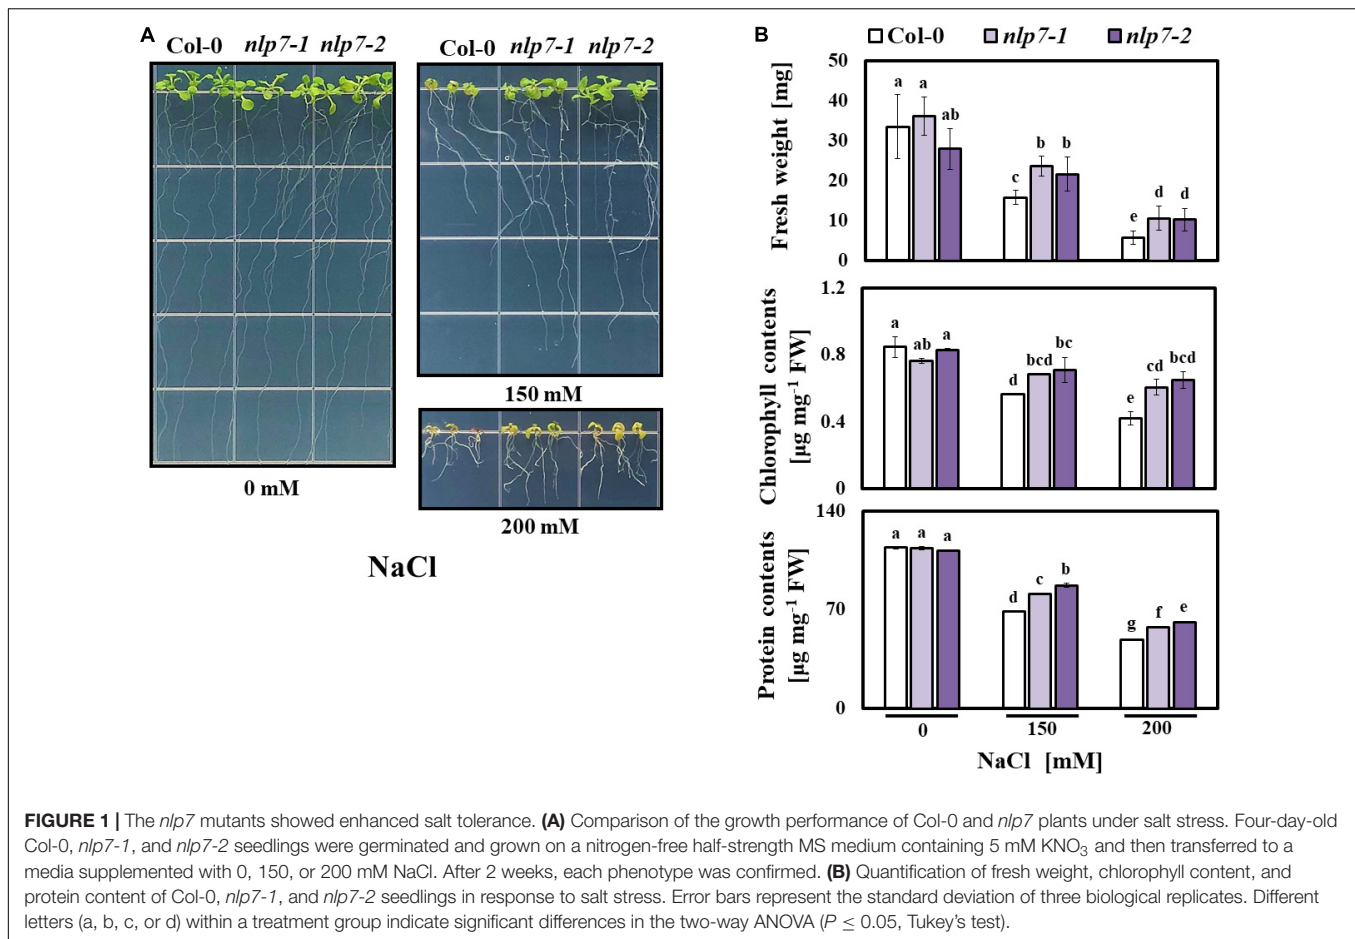 A
Col-0 nlp7-1 nlp7-2
Col-0 nlp7-1 nlp7-2
0 mM
150 mM
200 mM
NaCl
B
Col-0 nlp7-1 nlp7-2
Fresh weight [mg]
50
40
30
20
10
0
a a ab
c b b
e d d
Chlorophyll contents
[µg mg-1 FW]
1.2
0.8
0.4
0
a ab a
d bcd bc
e cd bcd
Protein contents
[µg mg-1 FW]
140
70
0
a a a
d c b
g f e
0 150 200
NaCl [mM]
FIGURE 1 | The nlp7 mutants showed enhanced salt tolerance. (A) Comparison of the growth performance of Col-0 and nlp7 plants under salt stress. Four-day-old
Col-0, nlp7-1, and nlp7-2 seedlings were germinated and grown on a nitrogen-free half-strength MS medium containing 5 mM KNO3 and then transferred to a
media supplemented with 0, 150, or 200 mM NaCl. After 2 weeks, each phenotype was confirmed. (B) Quantification of fresh weight, chlorophyll content, and
protein content of Col-0, nlp7-1, and nlp7-2 seedlings in response to salt stress. Error bars represent the standard deviation of three biological replicates. Different
letters (a, b, c, or d) within a treatment group indicate significant differences in the two-way ANOVA (P ≤ 0.05, Tukey's test).